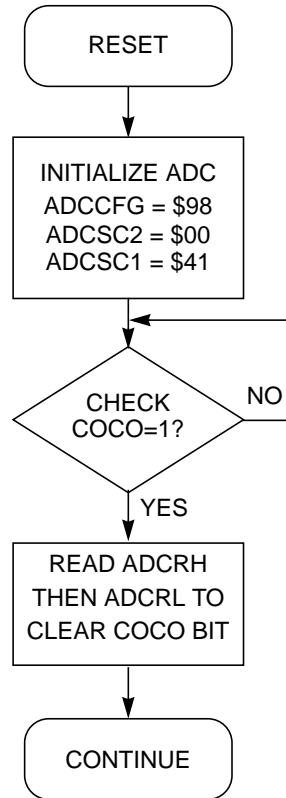 RESET
INITIALIZE ADC
ADCCFG = $98
ADCSC2 = $00
ADCSC1 = $41
CHECK
COCO=1?
NO
YES
READ ADCRH
THEN ADCRL TO
CLEAR COCO BIT
CONTINUE